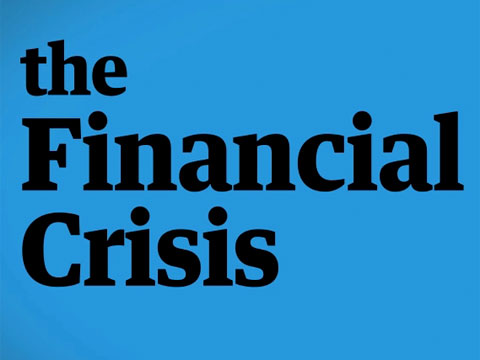 the
Financial
Crisis